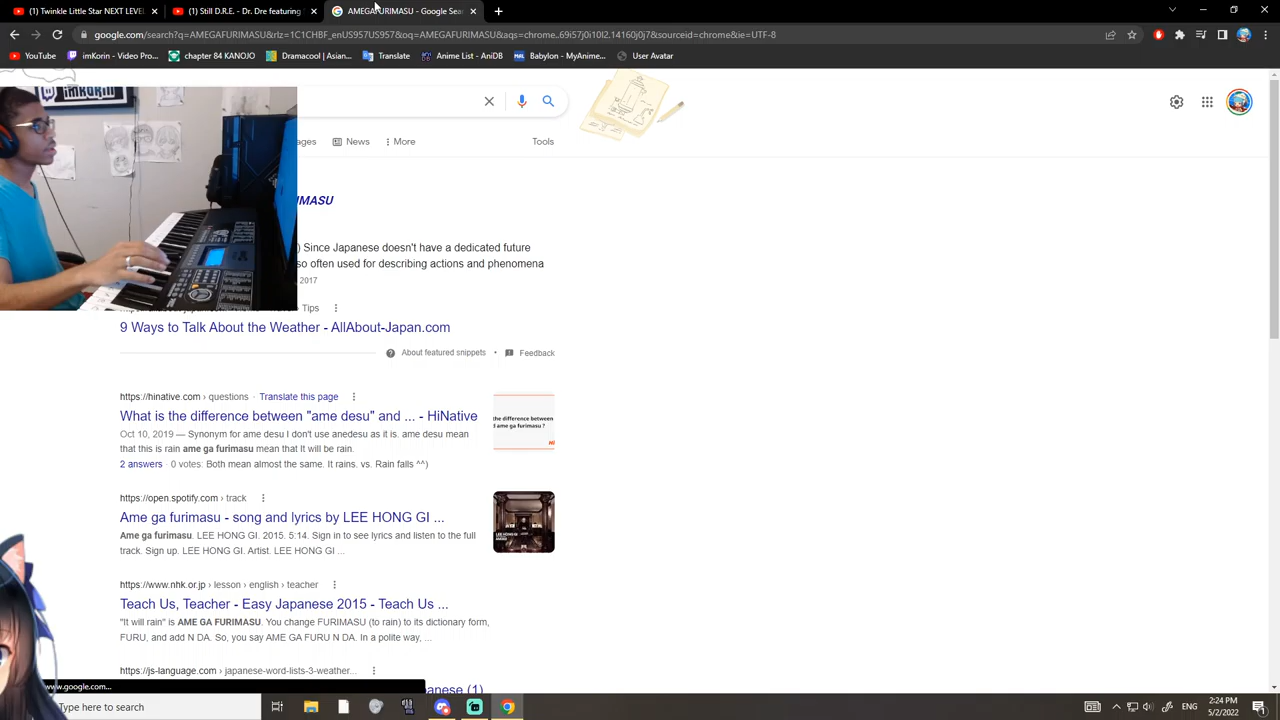 (1) Twinkle Little Star NEXT LEVEL
(1) Still D.R.E. - Dr. Dre
AMEGAFURIMASU - Google Searc
google.com/search?q=AMEGAFURIMASU&rlz=1C1CHBF_enUS957US957&oq=AMEGAFURIMASU&aqs=chrome..69i57j0i10l2.14160j0j7&sourceid=chrome&ie=UTF-8
YouTube
imKorin - Video Pro...
chapter 84 KANOJO
Dramacool | Asian...
Translate
Anime List - AniDB
MAL
Babylon - MyAnime...
User Avatar
ages
News
More
Tools
IMASU
) Since Japanese doesn't have a dedicated future
so often used for describing actions and phenomena
2017
Tips
9 Ways to Talk About the Weather - AllAbout-Japan.com
About featured snippets • Feedback
https://hinative.com › questions · Translate this page
What is the difference between "ame desu" and ... - HiNative
Oct 10, 2019 — Synonym for ame desu I don't use anedesu as it is. ame desu mean
that this is rain ame ga furimasu mean that It will be rain.
2 answers · 0 votes: Both mean almost the same. It rains. vs. Rain falls ^^)
the difference between
d ame ga furimasu ?
https://open.spotify.com › track
Ame ga furimasu - song and lyrics by LEE HONG GI ...
Ame ga furimasu. LEE HONG GI. 2015. 5:14. Sign in to see lyrics and listen to the full
track. Sign up. LEE HONG GI. Artist. LEE HONG GI ...
https://www.nhk.or.jp › lesson › english › teacher
Teach Us, Teacher - Easy Japanese 2015 - Teach Us ...
"It will rain" is AME GA FURIMASU. You change FURIMASU (to rain) to its dictionary form,
FURU, and add N DA. So, you say AME GA FURU N DA. In a polite way, ...
https://js-language.com › japanese-word-lists-3-weather...
anese (1)
www.google.com...
Type here to search
ENG
2:24 PM
5/2/2022